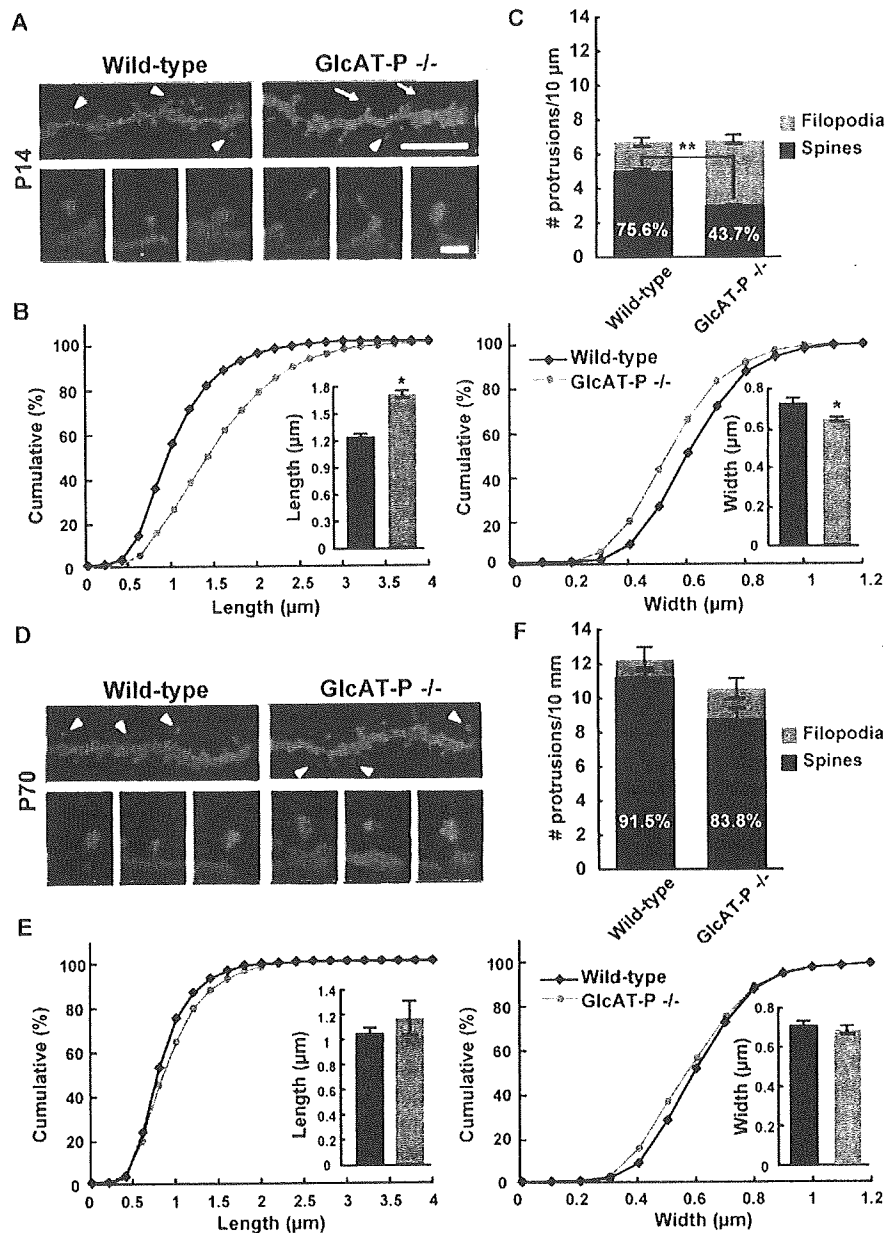 A
Wild-type
GlcAT-P -/-
P14
C
14
12
10
8
6
4
2
0
# protrusions/10 µm
**
75.6%
43.7%
Filopodia
Spines
Wild-type
GlcAT-P -/-
B
100
80
60
40
20
0
Cumulative (%)
0 0.5 1 1.5 2 2.5 3 3.5 4
Length (µm)
1.8
1.5
1.2
0.9
0.6
0.3
0
Length (µm)
*
100
80
60
40
20
0
Cumulative (%)
Wild-type
GlcAT-P -/-
0 0.2 0.4 0.6 0.8 1 1.2
Width (µm)
0.8
0.6
0.4
0.2
0
Width (µm)
*
D
Wild-type
GlcAT-P -/-
P70
F
14
12
10
8
6
4
2
0
# protrusions/10 mm
91.5%
83.8%
Filopodia
Spines
Wild-type
GlcAT-P -/-
E
100
80
60
40
20
0
Cumulative (%)
0 0.5 1 1.5 2 2.5 3 3.5 4
Length (µm)
1.4
1.2
1
0.8
0.6
0.4
0.2
0
Length (µm)
100
80
60
40
20
0
Cumulative (%)
Wild-type
GlcAT-P -/-
0 0.2 0.4 0.6 0.8 1 1.2
Width (µm)
0.8
0.6
0.4
0.2
0
Width (µm)